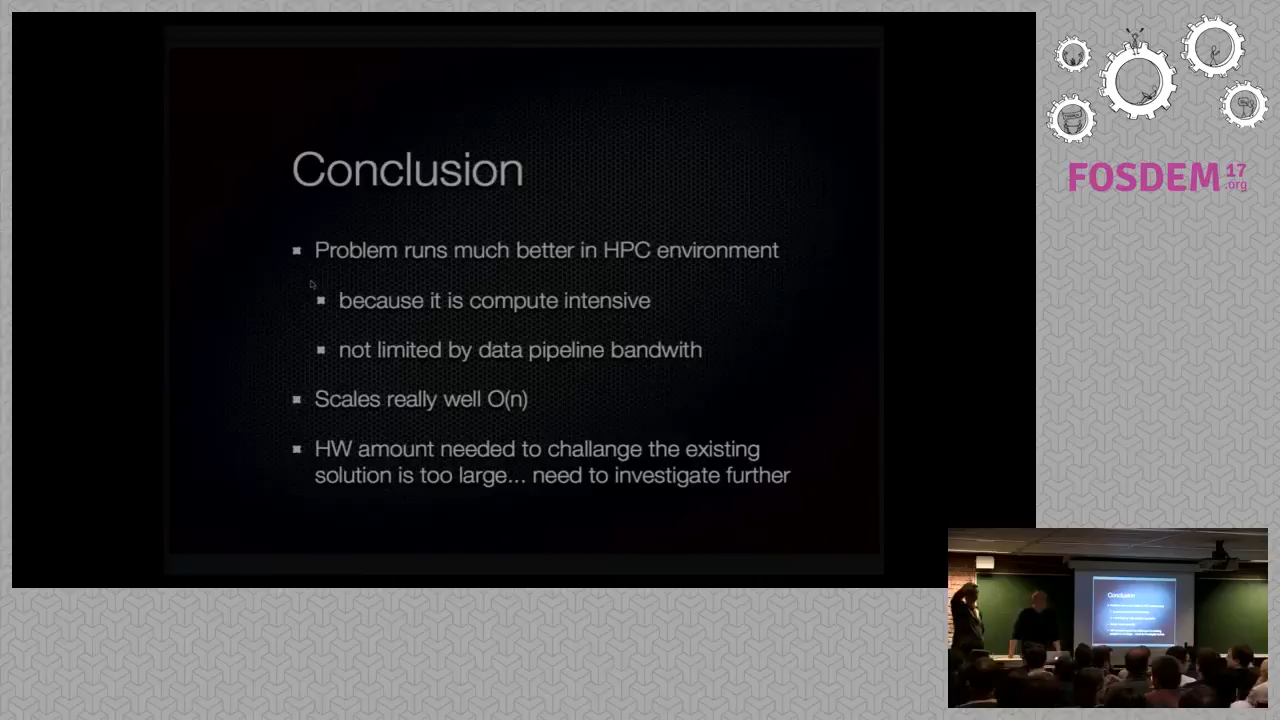 Conclusion
Problem runs much better in HPC environment
because it is compute intensive
not limited by data pipeline bandwith
Scales really well O(n)
HW amount needed to challange the existing
solution is too large... need to investigate further
FOSDEM 17
.org
Conclusion